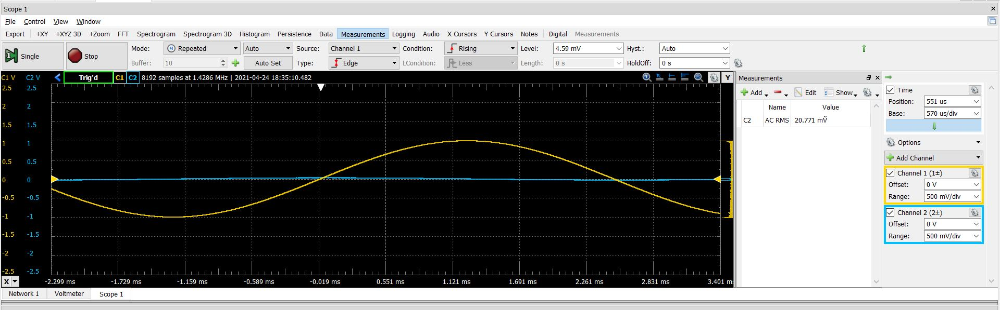 Scope 1
File Control View Window
Export +XY +XYZ 3D +Zoom FFT Spectrogram Spectrogram 3D Histogram Persistence Data Measurements Logging Audio X Cursors Y Cursors Notes Digital Measurements
Single Stop Mode: Repeated Auto Source: Channel 1 Condition: Rising Level: 4.59 mV Hyst.: Auto
Buffer: 10 Auto Set Type: Edge LCondition: Less Length: 0 s HoldOff: 0 s
C1 V C2 V Trig'd C1 C2 8192 samples at 1.4286 MHz | 2021-04-24 18:35:10.482 Y
2.5 2.5
2 2
1.5 1.5
1 1
0.5 0.5
0 0
-0.5 -0.5
-1 -1
-1.5 -1.5
-2 -2
-2.5 -2.5
X -2.299 ms -1.729 ms -1.159 ms -0.589 ms -0.019 ms 0.551 ms 1.121 ms 1.691 ms 2.261 ms 2.831 ms 3.401 ms
Measurements
Add Edit Show
Name Value
C2 AC RMS 20.771 mṼ
Time
Position: 551 us
Base: 570 us/div
Options
Add Channel
Channel 1 (1±)
Offset: 0 V
Range: 500 mV/div
Channel 2 (2±)
Offset: 0 V
Range: 500 mV/div
Network 1 Voltmeter Scope 1